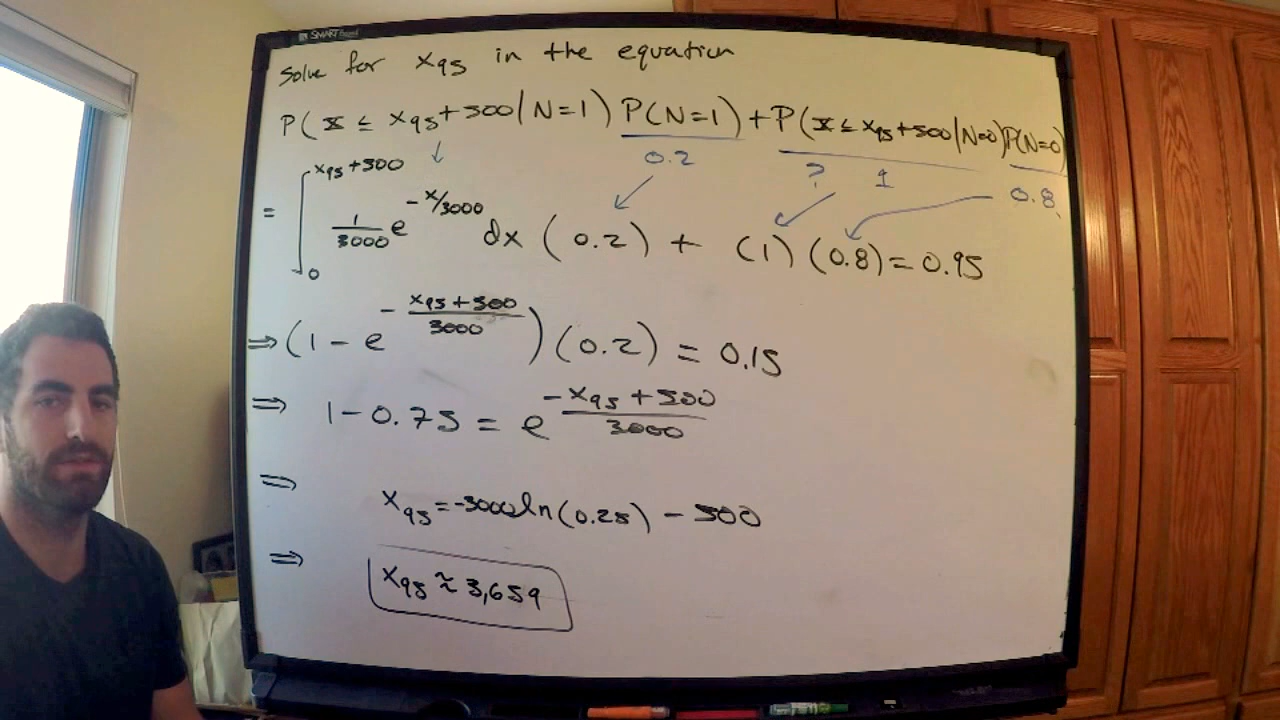 SMART Board
Solve for x₉₅ in the equation
P(X ≤ x₉₅+500|N=1) P(N=1) + P(X ≤ x₉₅+500|N=0)P(N=0)
↓ 0.2 ? 1 0.8
= ∫₀^(x₉₅+500) 1/3000 e^(-x/3000) dx (0.2) + (1)(0.8) = 0.95
⇒ (1 - e^(-(x₉₅+500)/3000)) (0.2) = 0.15
⇒ 1 - 0.75 = e^(-(x₉₅+500)/3000)
⇒ x₉₅ = -3000 ln(0.25) - 500
⇒ x₉₅ ≈ 3,659